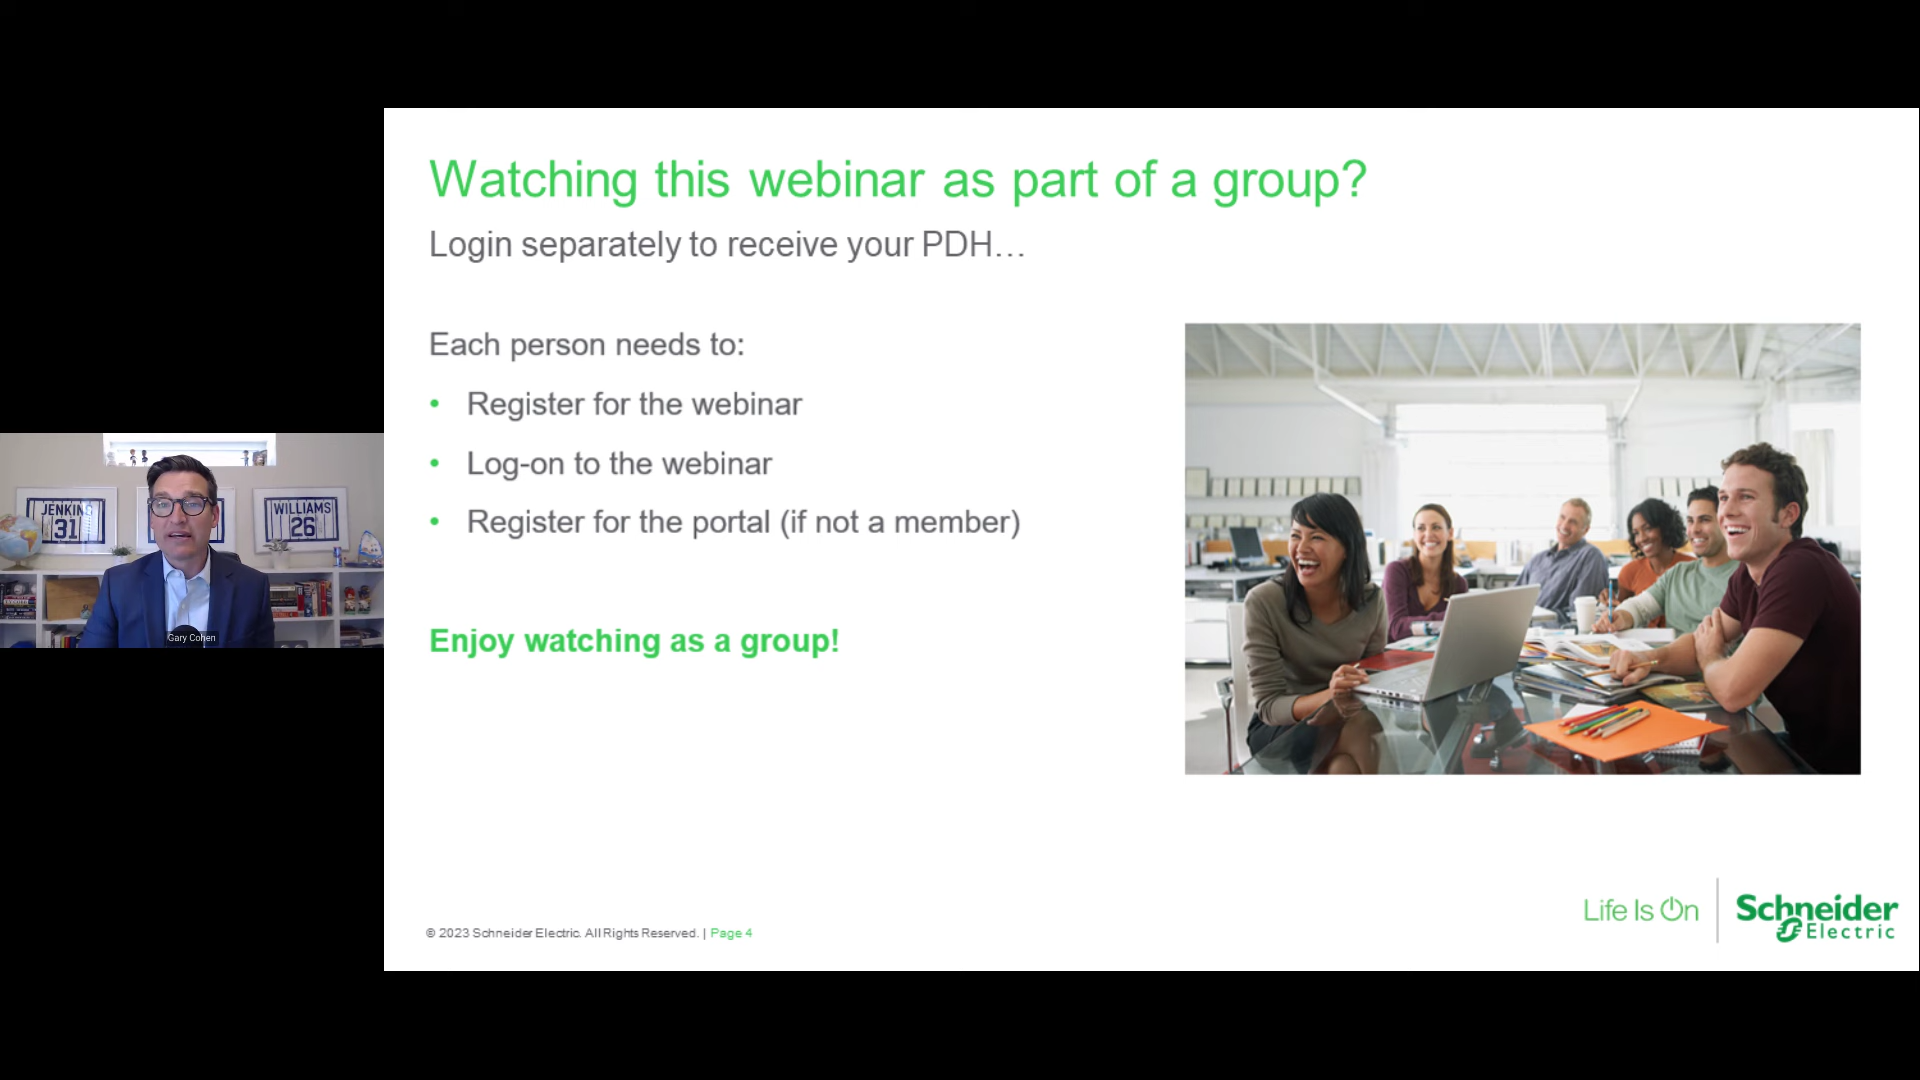 Watching this webinar as part of a group?
Login separately to receive your PDH…
Each person needs to:
• Register for the webinar
• Log-on to the webinar
• Register for the portal (if not a member)
Enjoy watching as a group!
JENKINS
31
WILLIAMS
26
Gary Cohen
© 2023 Schneider Electric. All Rights Reserved. | Page 4
Life Is On
Schneider
Electric